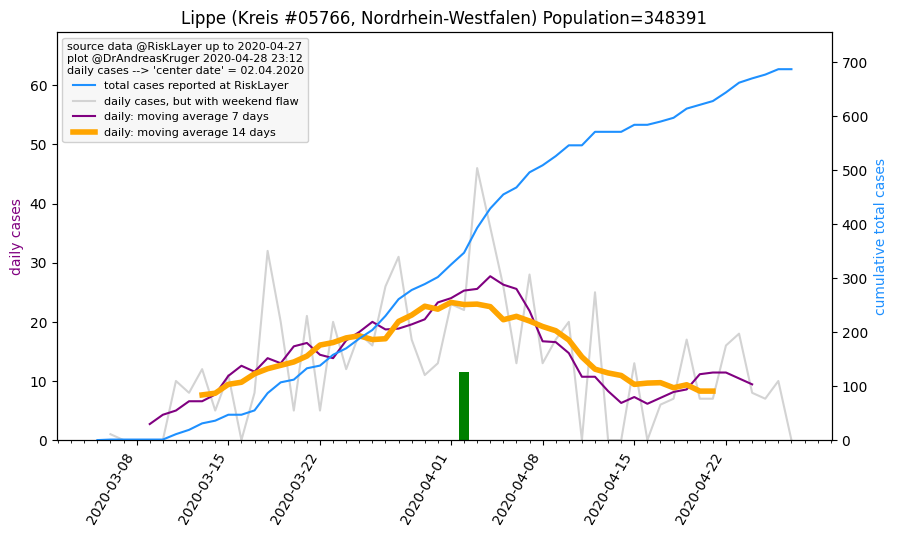 Lippe (Kreis #05766, Nordrhein-Westfalen) Population=348391
source data @RiskLayer up to 2020-04-27
plot @DrAndreasKruger 2020-04-28 23:12
daily cases --> 'center date' = 02.04.2020
total cases reported at RiskLayer
daily cases, but with weekend flaw
daily: moving average 7 days
daily: moving average 14 days
daily cases
60
50
40
30
20
10
0
cumulative total cases
700
600
500
400
300
200
100
0
2020-03-08
2020-03-15
2020-03-22
2020-04-01
2020-04-08
2020-04-15
2020-04-22